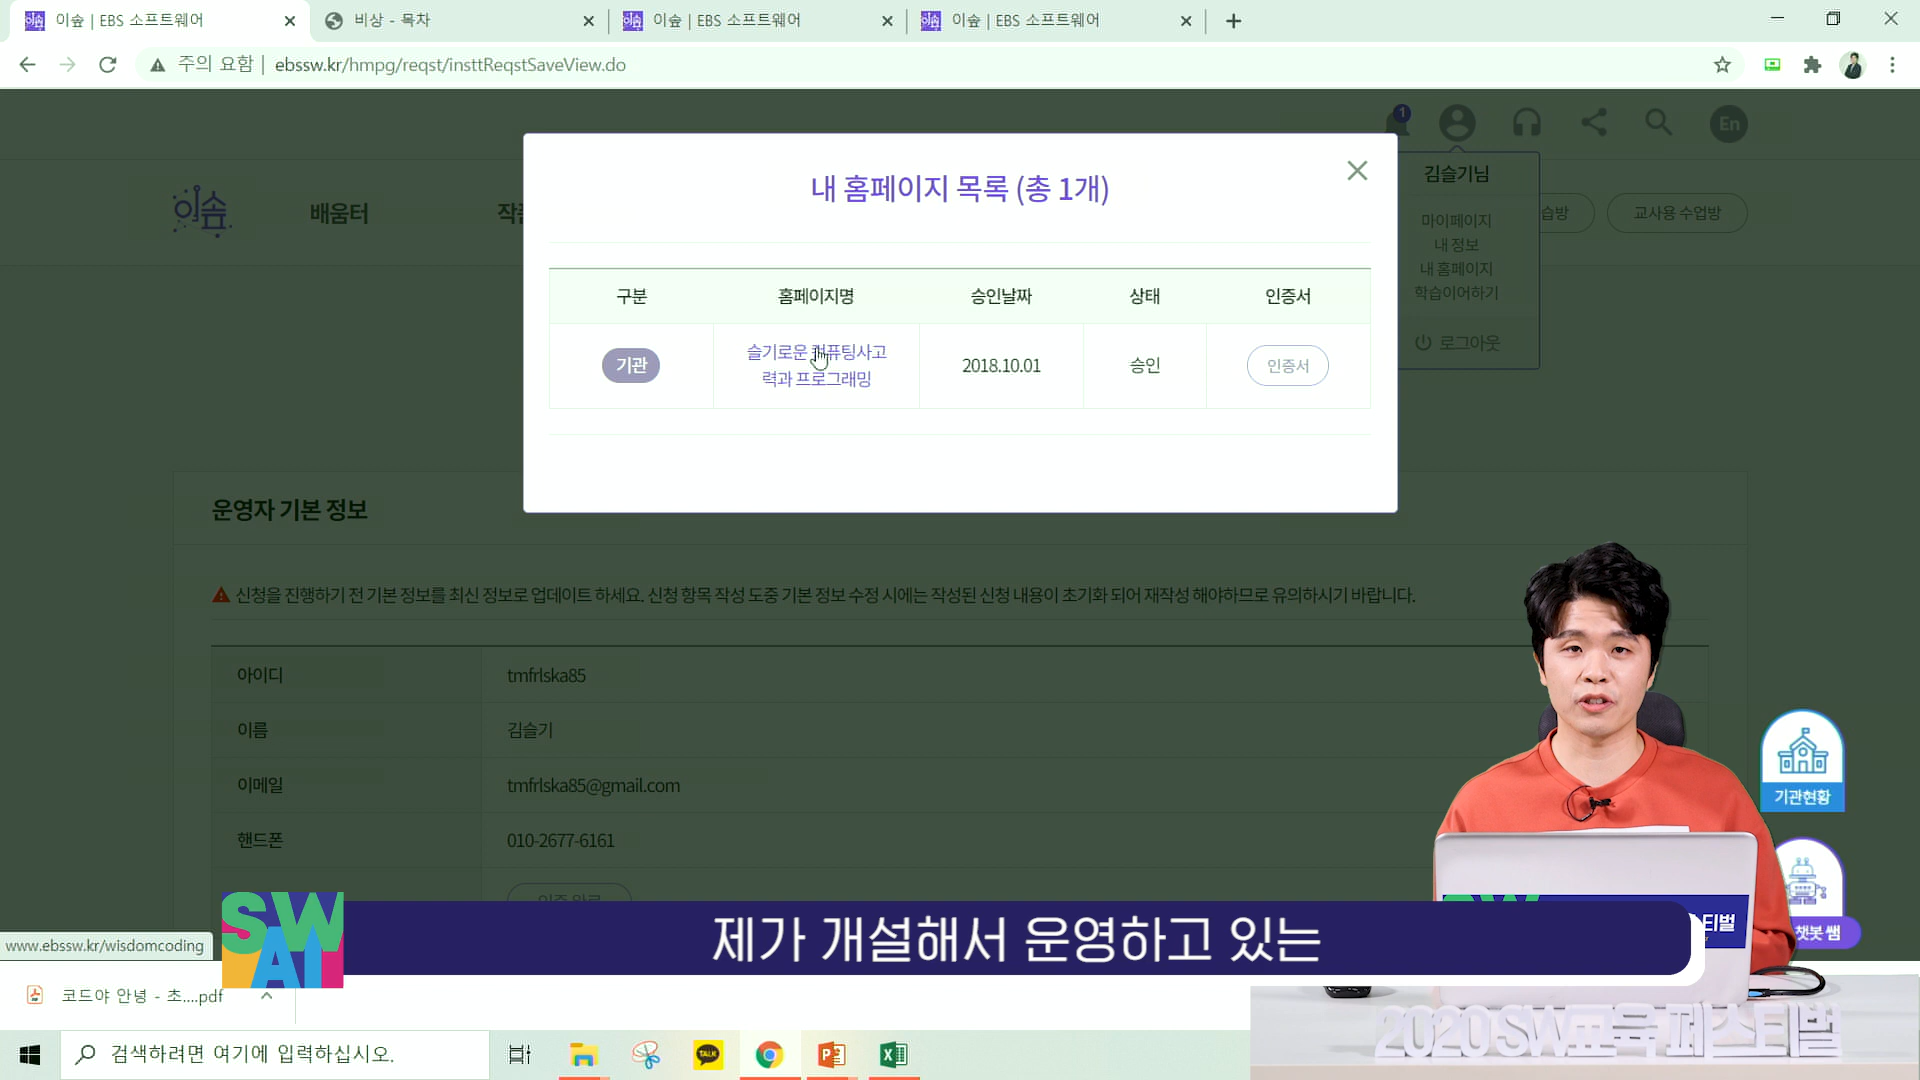 이솦 | EBS 소프트웨어
비상 - 목차
이솦 | EBS 소프트웨어
이솦 | EBS 소프트웨어
주의 요함 | ebssw.kr/hmpg/reqst/insttReqstSaveView.do
1
En
이솦
배움터
김슬기님
습방
교사용 수업방
마이페이지
내 정보
내 홈페이지
학습이어하기
로그아웃
내 홈페이지 목록 (총 1개)
구분 홈페이지명 승인날짜 상태 인증서
기관 슬기로운 컴퓨팅사고 2018.10.01 승인 인증서
력과 프로그래밍
운영자 기본 정보
신청을 진행하기 전 기본 정보를 최신 정보로 업데이트 하세요. 신청 항목 작성 도중 기본 정보 수정 시에는 작성된 신청 내용이 초기화 되어 재작성 해야하므로 유의하시기 바랍니다.
아이디 tmfrlska85
이름 김슬기
이메일 tmfrlska85@gmail.com
핸드폰 010-2677-6161
기관현황
챗봇 쌤
SW
AI
제가 개설해서 운영하고 있는
티벌
www.ebssw.kr/wisdomcoding
코드야 안녕 - 초....pdf
2020 SW교육 페스티벌
검색하려면 여기에 입력하십시오.
TALK